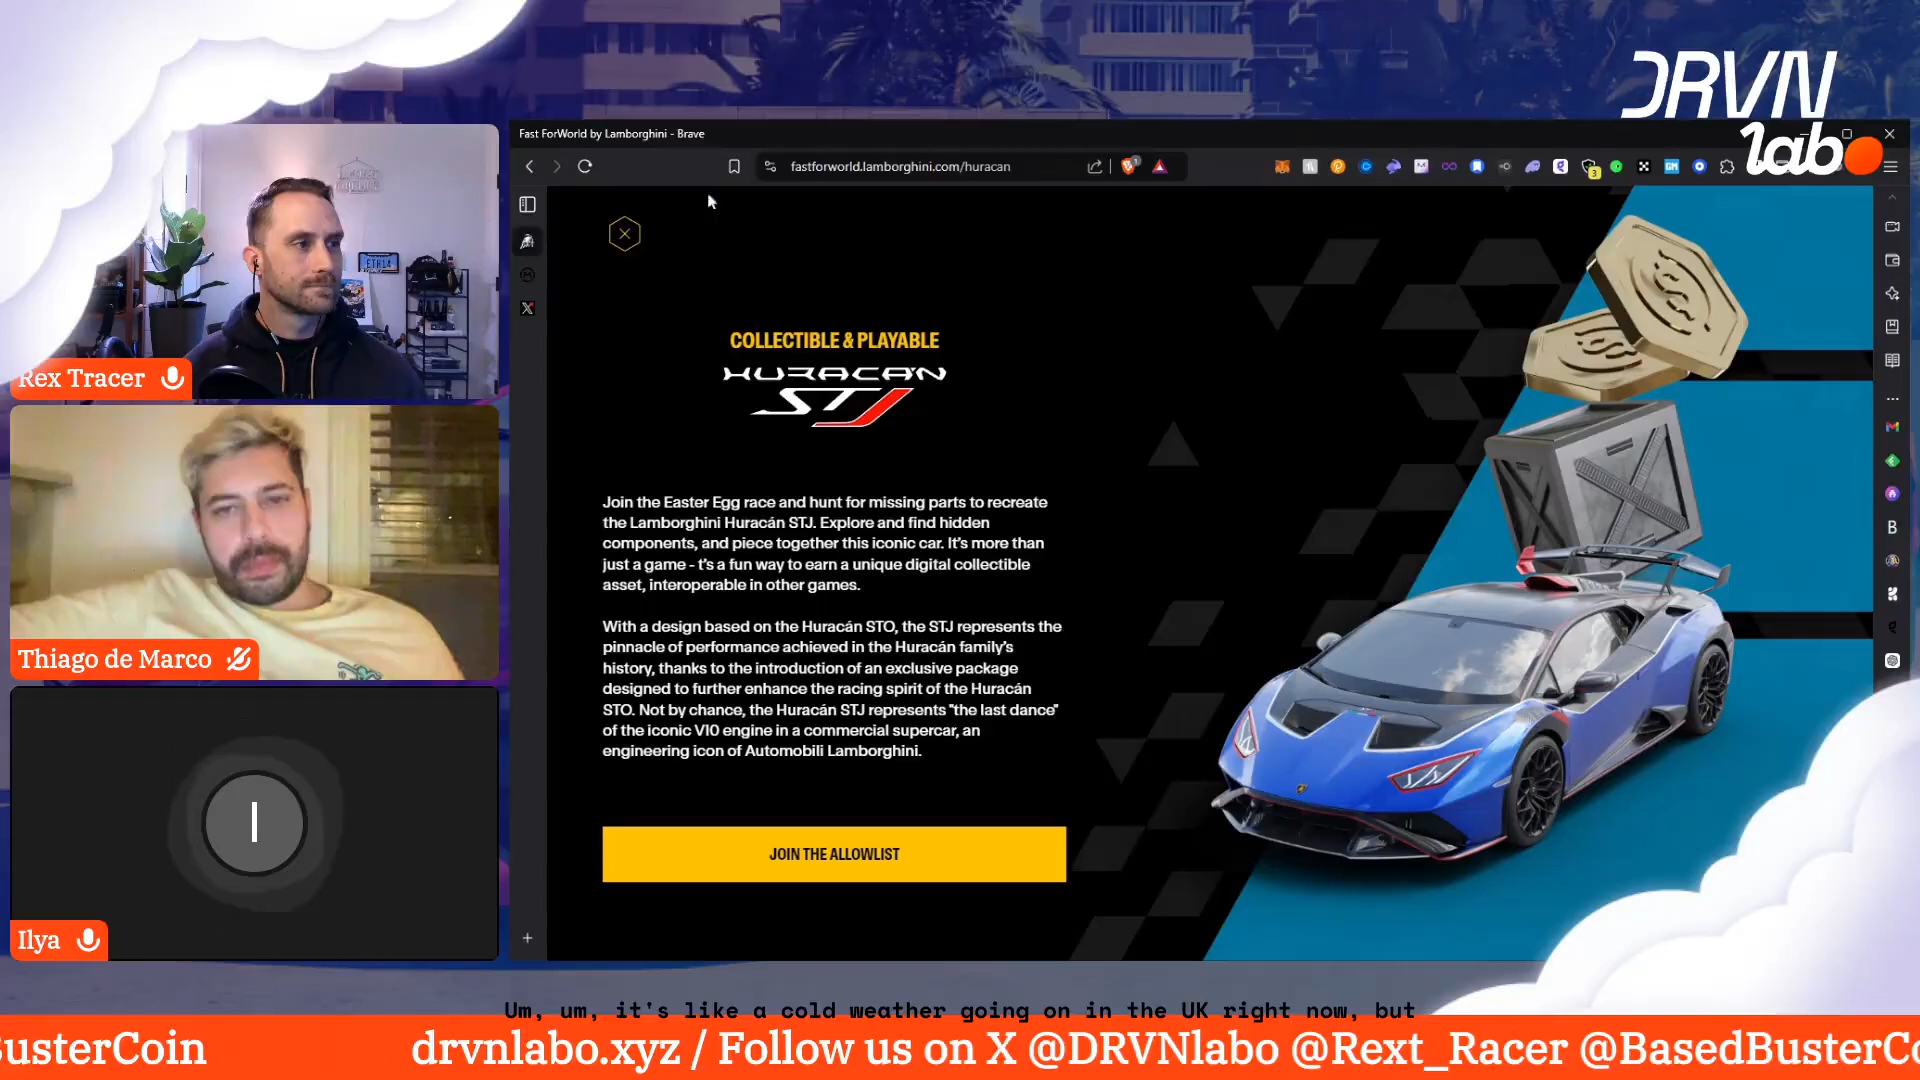 DRVN
labo
Fast ForWorld by Lamborghini - Brave
fastforworld.lamborghini.com/huracan
ETH14
Rex Tracer
COLLECTIBLE & PLAYABLE
HURACÁN
STJ
Join the Easter Egg race and hunt for missing parts to recreate
the Lamborghini Huracán STJ. Explore and find hidden
components, and piece together this iconic car. It's more than
just a game - t's a fun way to earn a unique digital collectible
asset, interoperable in other games.
With a design based on the Huracán STO, the STJ represents the
pinnacle of performance achieved in the Huracán family's
history, thanks to the introduction of an exclusive package
designed to further enhance the racing spirit of the Huracán
STO. Not by chance, the Huracán STJ represents "the last dance"
of the iconic V10 engine in a commercial supercar, an
engineering icon of Automobili Lamborghini.
JOIN THE ALLOWLIST
Thiago de Marco
I
Ilya
Um, um, it's like a cold weather going on in the UK right now, but
BusterCoin drvnlabo.xyz / Follow us on X @DRVNlabo @Rext_Racer @BasedBusterCo